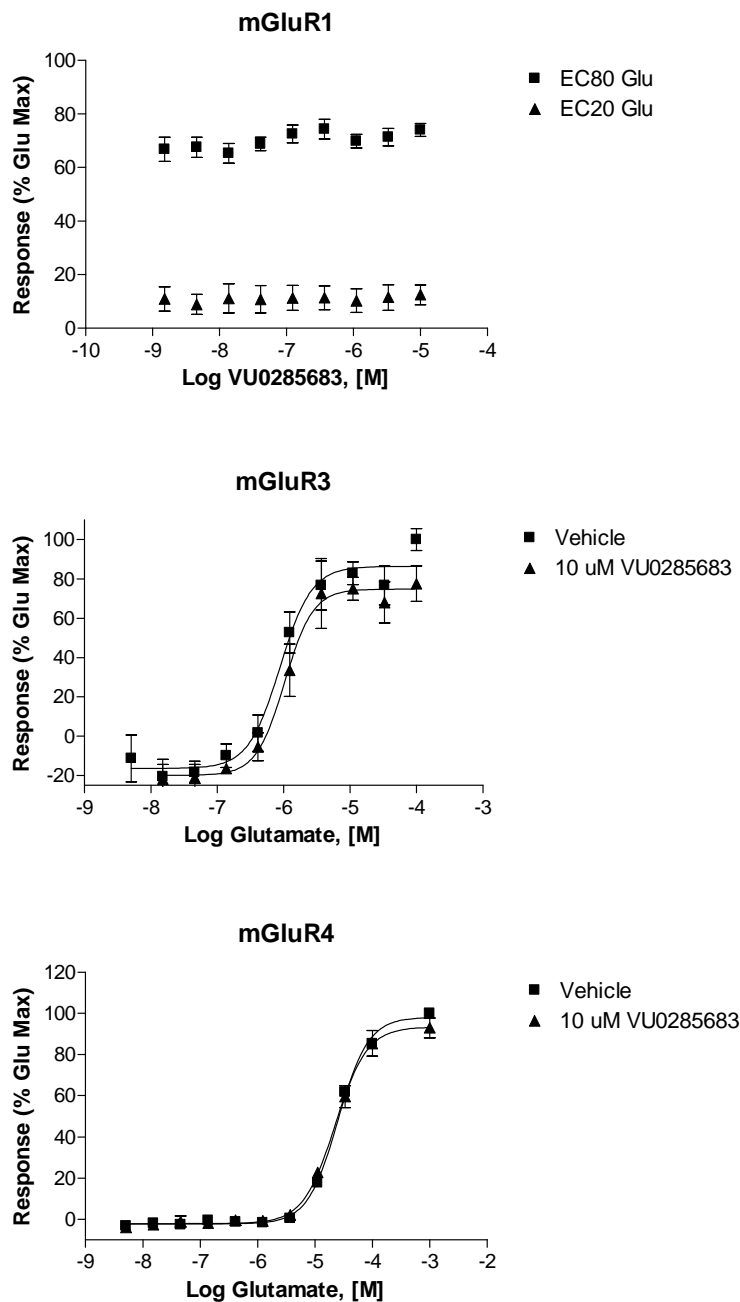 mGluR1
100
80
60
40
20
0
Response (% Glu Max)
-10 -9 -8 -7 -6 -5 -4
Log VU0285683, [M]
EC80 Glu
EC20 Glu
mGluR3
100
80
60
40
20
0
-20
Response (% Glu Max)
-9 -8 -7 -6 -5 -4 -3
Log Glutamate, [M]
Vehicle
10 uM VU0285683
mGluR4
120
100
80
60
40
20
0
Response (% Glu Max)
-9 -8 -7 -6 -5 -4 -3 -2
Log Glutamate, [M]
Vehicle
10 uM VU0285683